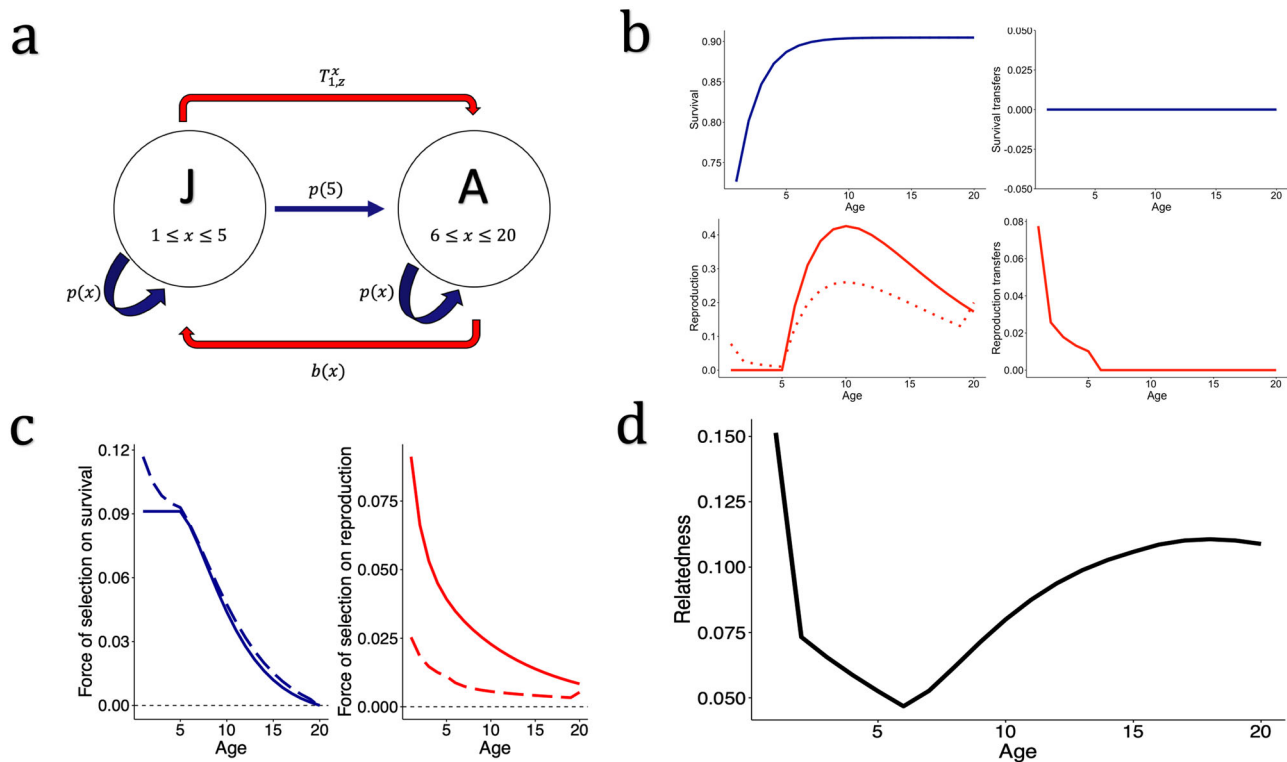 a
T^x_{1,z}
J
1 ≤ x ≤ 5
p(5)
A
6 ≤ x ≤ 20
p(x)
p(x)
b(x)
b
Survival
0.90
0.85
0.80
0.75
5 10 15 20
Age
Survival transfers
0.050
0.025
0.000
-0.025
-0.050
5 10 15 20
Age
Reproduction
0.4
0.3
0.2
0.1
0.0
5 10 15 20
Age
Reproduction transfers
0.08
0.06
0.04
0.02
0.00
5 10 15 20
Age
c
Force of selection on survival
0.12
0.09
0.06
0.03
0.00
5 10 15 20
Age
Force of selection on reproduction
0.075
0.050
0.025
0.000
5 10 15 20
Age
d
Relatedness
0.150
0.125
0.100
0.075
0.050
5 10 15 20
Age